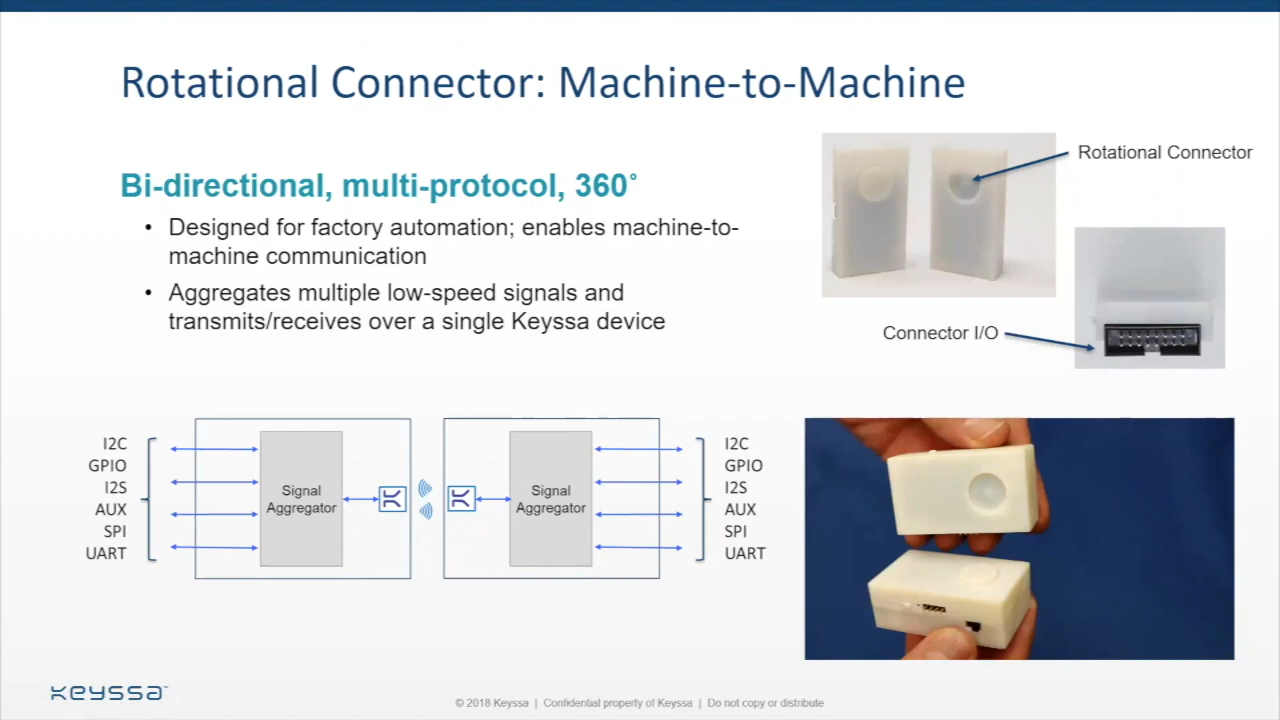 Rotational Connector: Machine-to-Machine
Bi-directional, multi-protocol, 360˚
• Designed for factory automation; enables machine-to-
machine communication
• Aggregates multiple low-speed signals and
transmits/receives over a single Keyssa device
Rotational Connector
Connector I/O
I2C
GPIO
I2S
AUX
SPI
UART
Signal
Aggregator
Signal
Aggregator
I2C
GPIO
I2S
AUX
SPI
UART
Keyssa™
© 2018 Keyssa | Confidential property of Keyssa | Do not copy or distribute